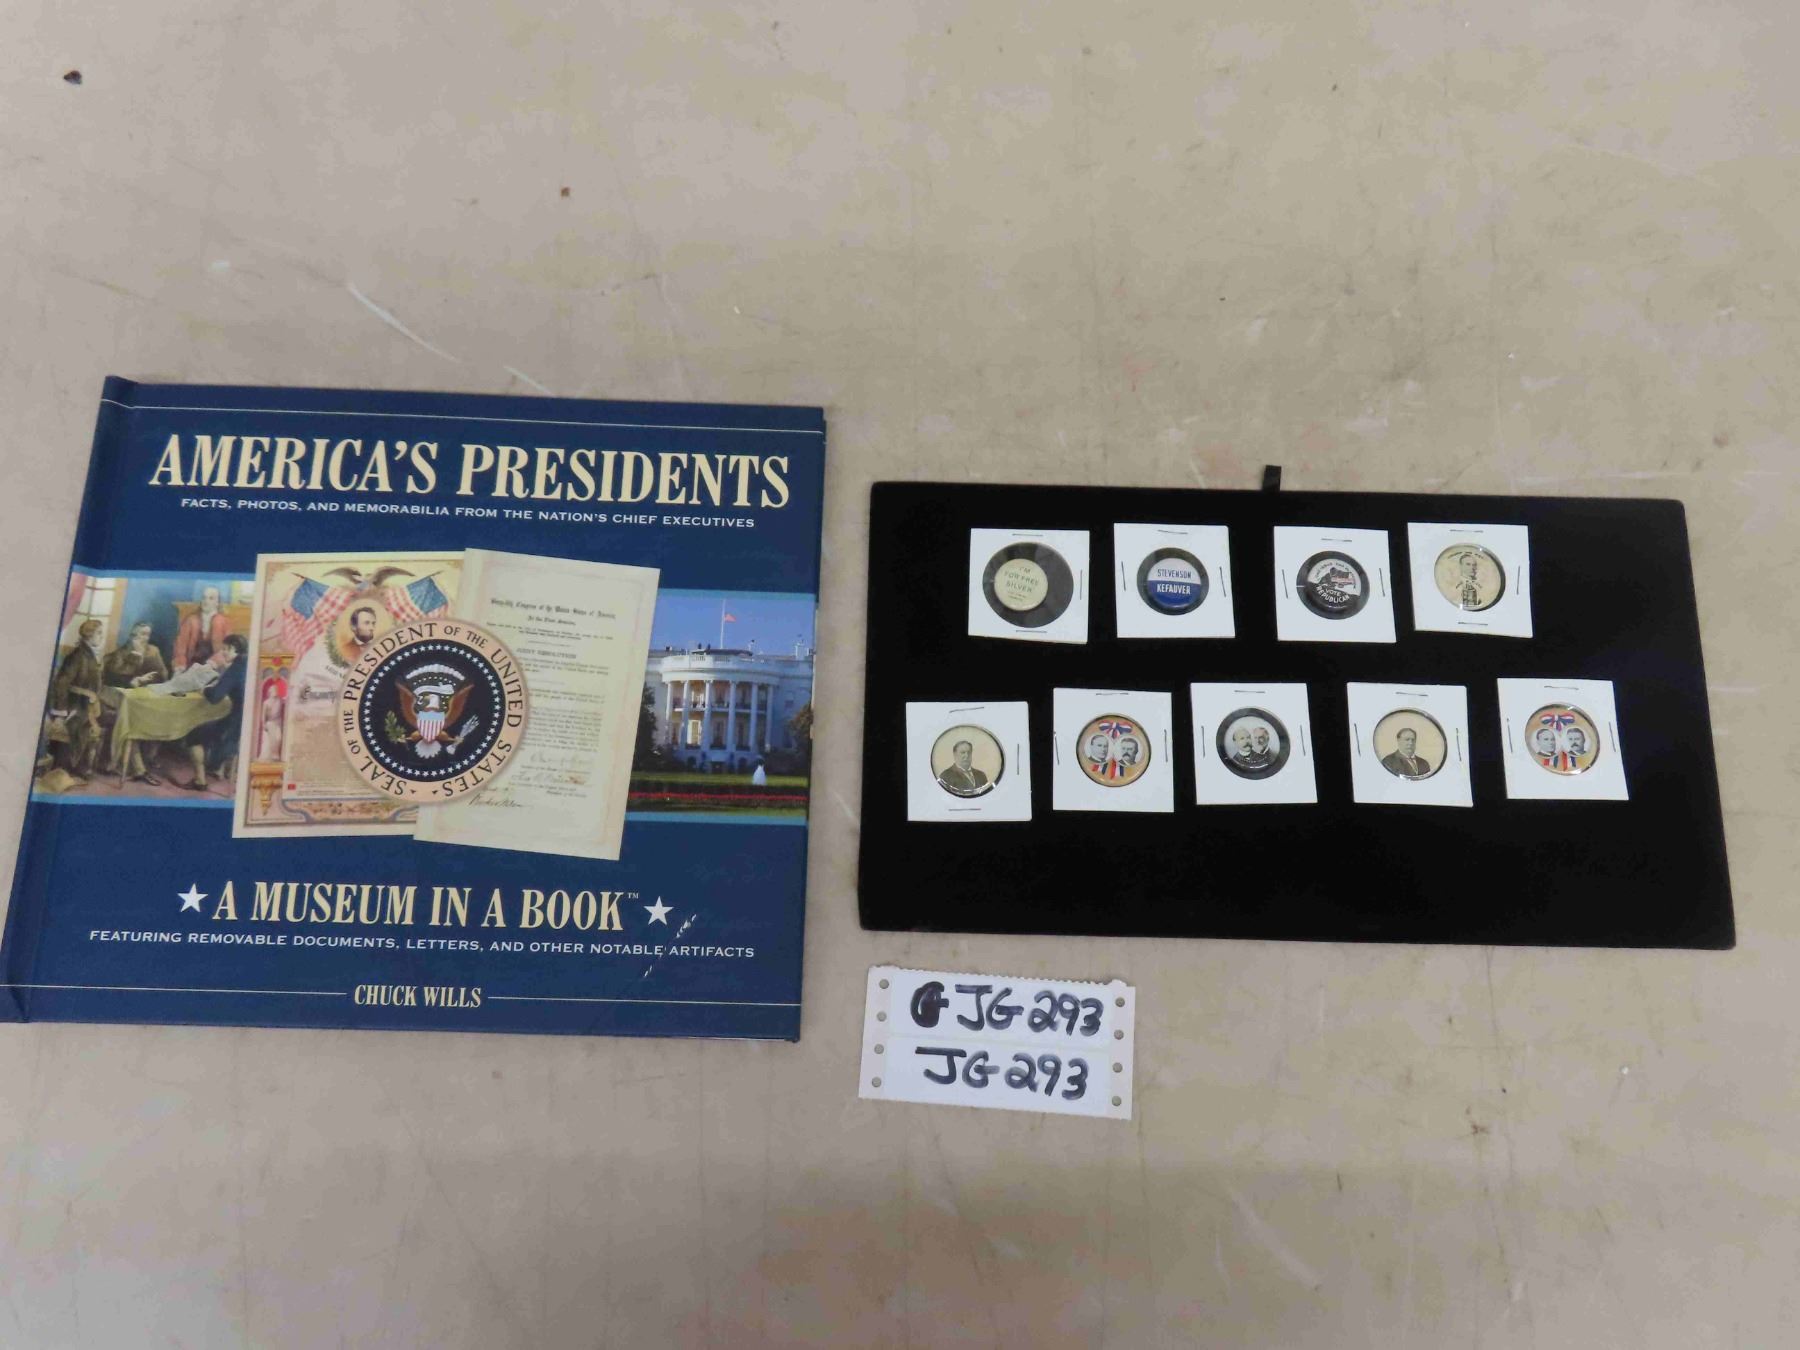 AMERICA'S PRESIDENTS
FACTS, PHOTOS, AND MEMORABILIA FROM THE NATION'S CHIEF EXECUTIVES
SEAL OF THE PRESIDENT OF THE UNITED STATES
JOINT RESOLUTION
★ A MUSEUM IN A BOOK™ ★
FEATURING REMOVABLE DOCUMENTS, LETTERS, AND OTHER NOTABLE ARTIFACTS
CHUCK WILLS
I'M
FOR FREE
SILVER
STEVENSON
KEFAUVER
VOTE
REPUBLICAN
JG293
JG293